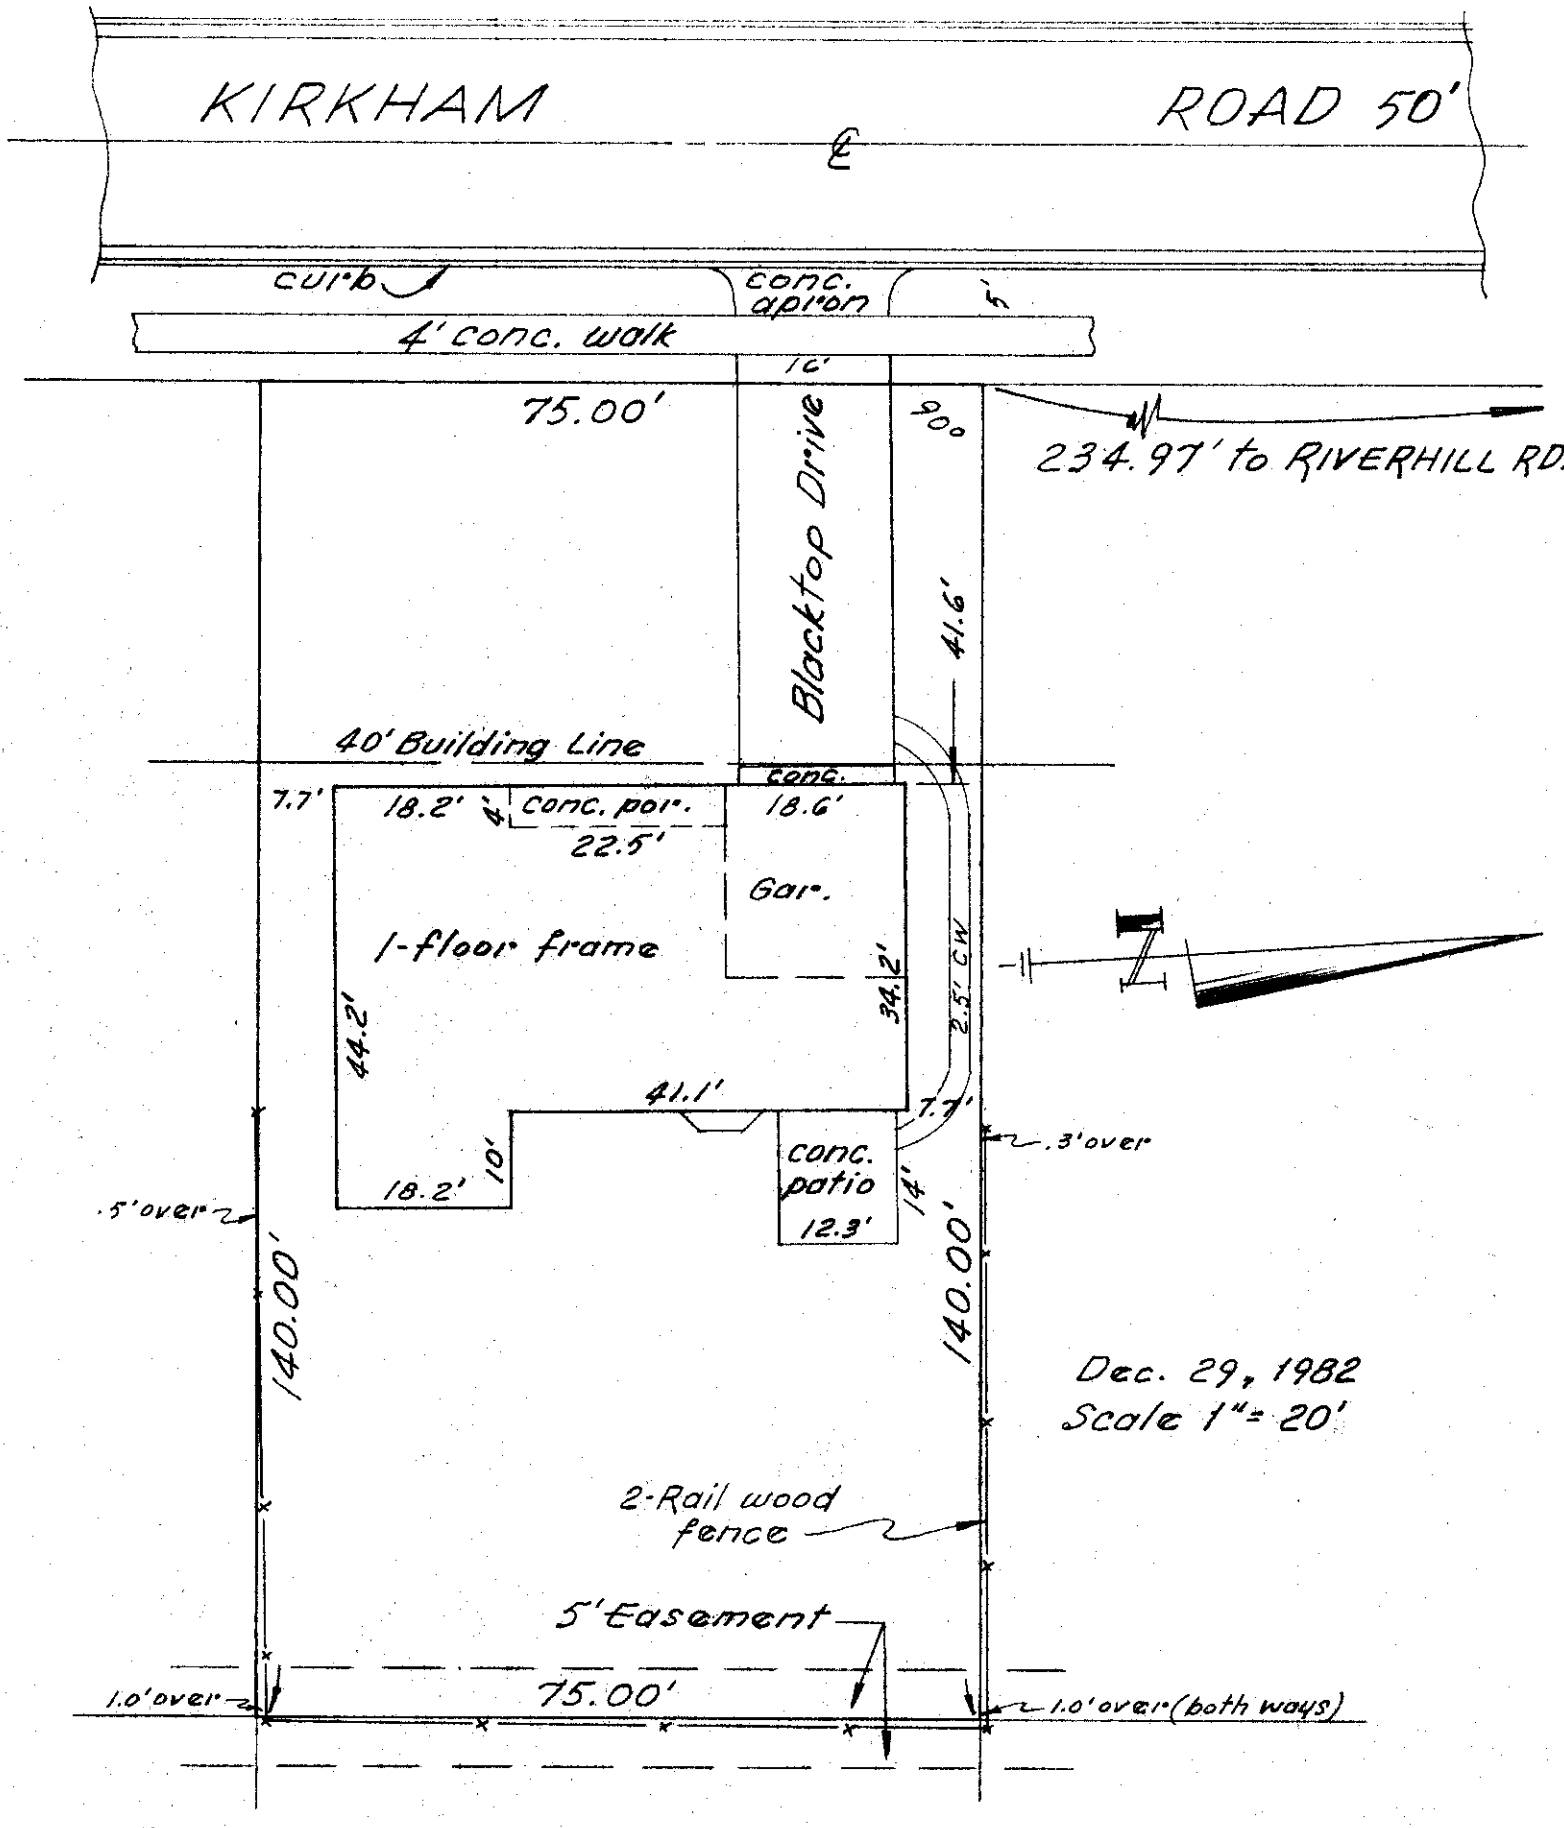 KIRKHAM ROAD 50'
℄
curb
conc.
apron
5'
4' conc. walk
16'
75.00'
90°
234.97' to RIVERHILL RD.
Blacktop Drive
41.6'
40' Building Line
conc.
7.7'
18.2'
4'
conc. por.
18.6'
22.5'
Gar.
1-floor frame
34.2'
2.5' CW
N
44.2'
41.1'
7.7'
.3' over
10'
conc.
patio
14'
18.2'
12.3'
.5' over
140.00'
140.00'
Dec. 29, 1982
Scale 1"= 20'
2-Rail wood
fence
5' Easement
75.00'
1.0' over
1.0' over (both ways)